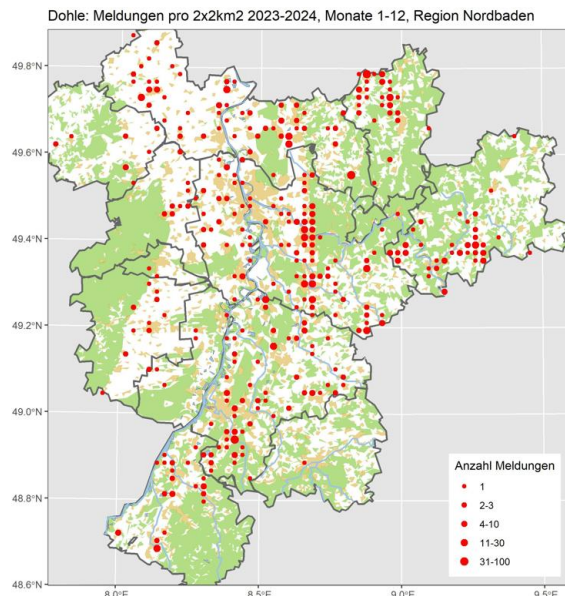 Dohle: Meldungen pro 2x2km2 2023-2024, Monate 1-12, Region Nordbaden
49.8°N
49.6°N
49.4°N
49.2°N
49.0°N
48.8°N
48.6°N
8.0°E
8.5°E
9.0°E
9.5°E
Anzahl Meldungen
1
2-3
4-10
11-30
31-100